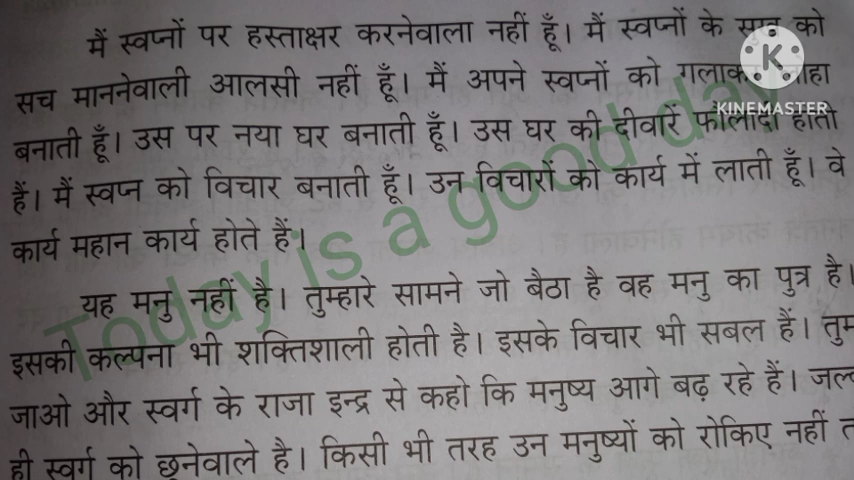 मैं स्वप्नों पर हस्ताक्षर करनेवाला नहीं हूँ। मैं स्वप्नों के को
सच माननेवाली आलसी नहीं हूँ। मैं अपने स्वप्नों को
बनाती हूँ। उस पर नया घर बनाती हूँ। उस घर की दीवारें फौलादी होती
हैं। मैं स्वप्न को विचार बनाती हूँ। उन विचारों को कार्य में लाती हूँ। वे
कार्य महान कार्य होते हैं।
यह मनु नहीं है। तुम्हारे सामने जो बैठा है वह मनु का पुत्र है।
इसकी कल्पना भी शक्तिशाली होती है। इसके विचार भी सबल हैं। तुम
जाओ और स्वर्ग के राजा इन्द्र से कहो कि मनुष्य आगे बढ़ रहे हैं।
ही स्वर्ग को छूनेवाले है। किसी भी तरह उन मनुष्यों को रोकिए नहीं
Today is a good day
KINEMASTER